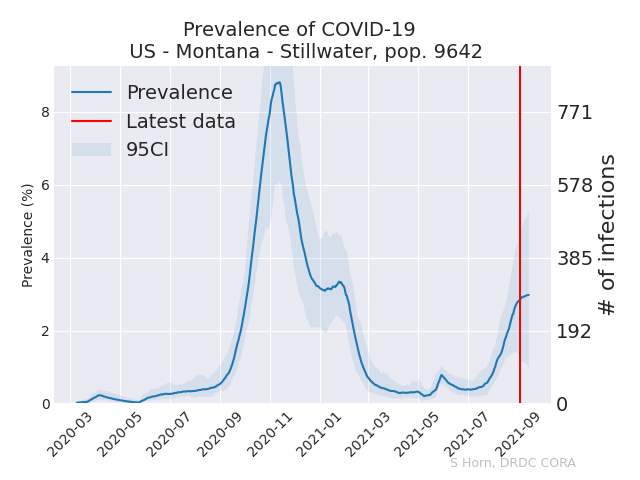 Prevalence of COVID-19
US - Montana - Stillwater, pop. 9642
Prevalence
Latest data
95CI
Prevalence (%)
8
6
4
2
0
771
578
385
192
0
# of infections
2020-03
2020-05
2020-07
2020-09
2020-11
2021-01
2021-03
2021-05
2021-07
2021-09
S Horn, DRDC CORA